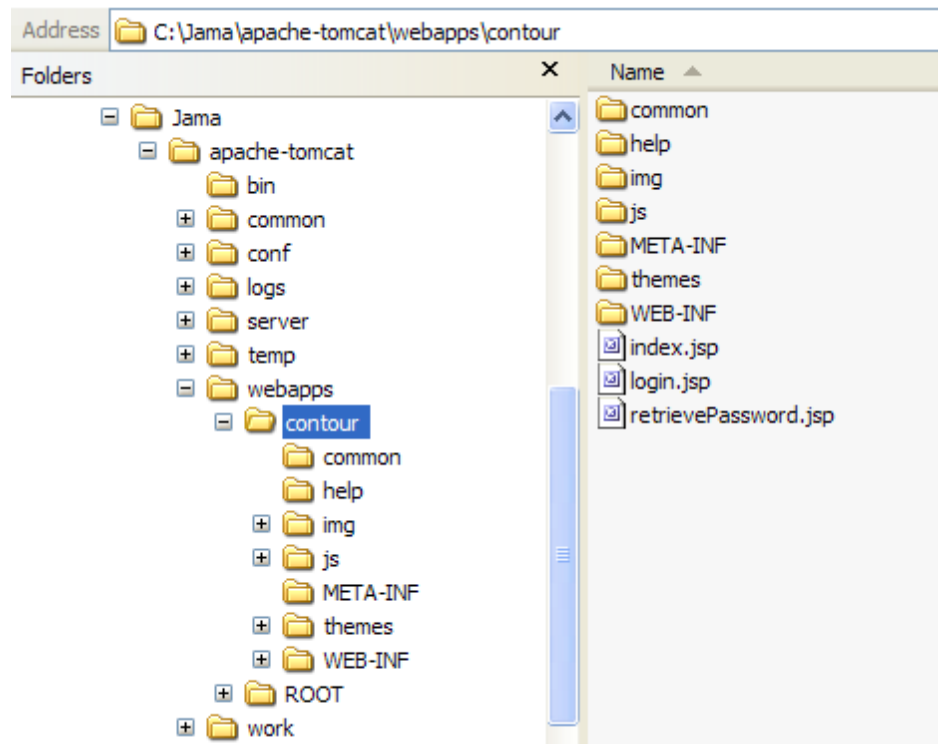 Address C:\Jama\apache-tomcat\webapps\contour
Folders
Jama
apache-tomcat
bin
common
conf
logs
server
temp
webapps
contour
common
help
img
js
META-INF
themes
WEB-INF
ROOT
work
Name
common
help
img
js
META-INF
themes
WEB-INF
index.jsp
login.jsp
retrievePassword.jsp